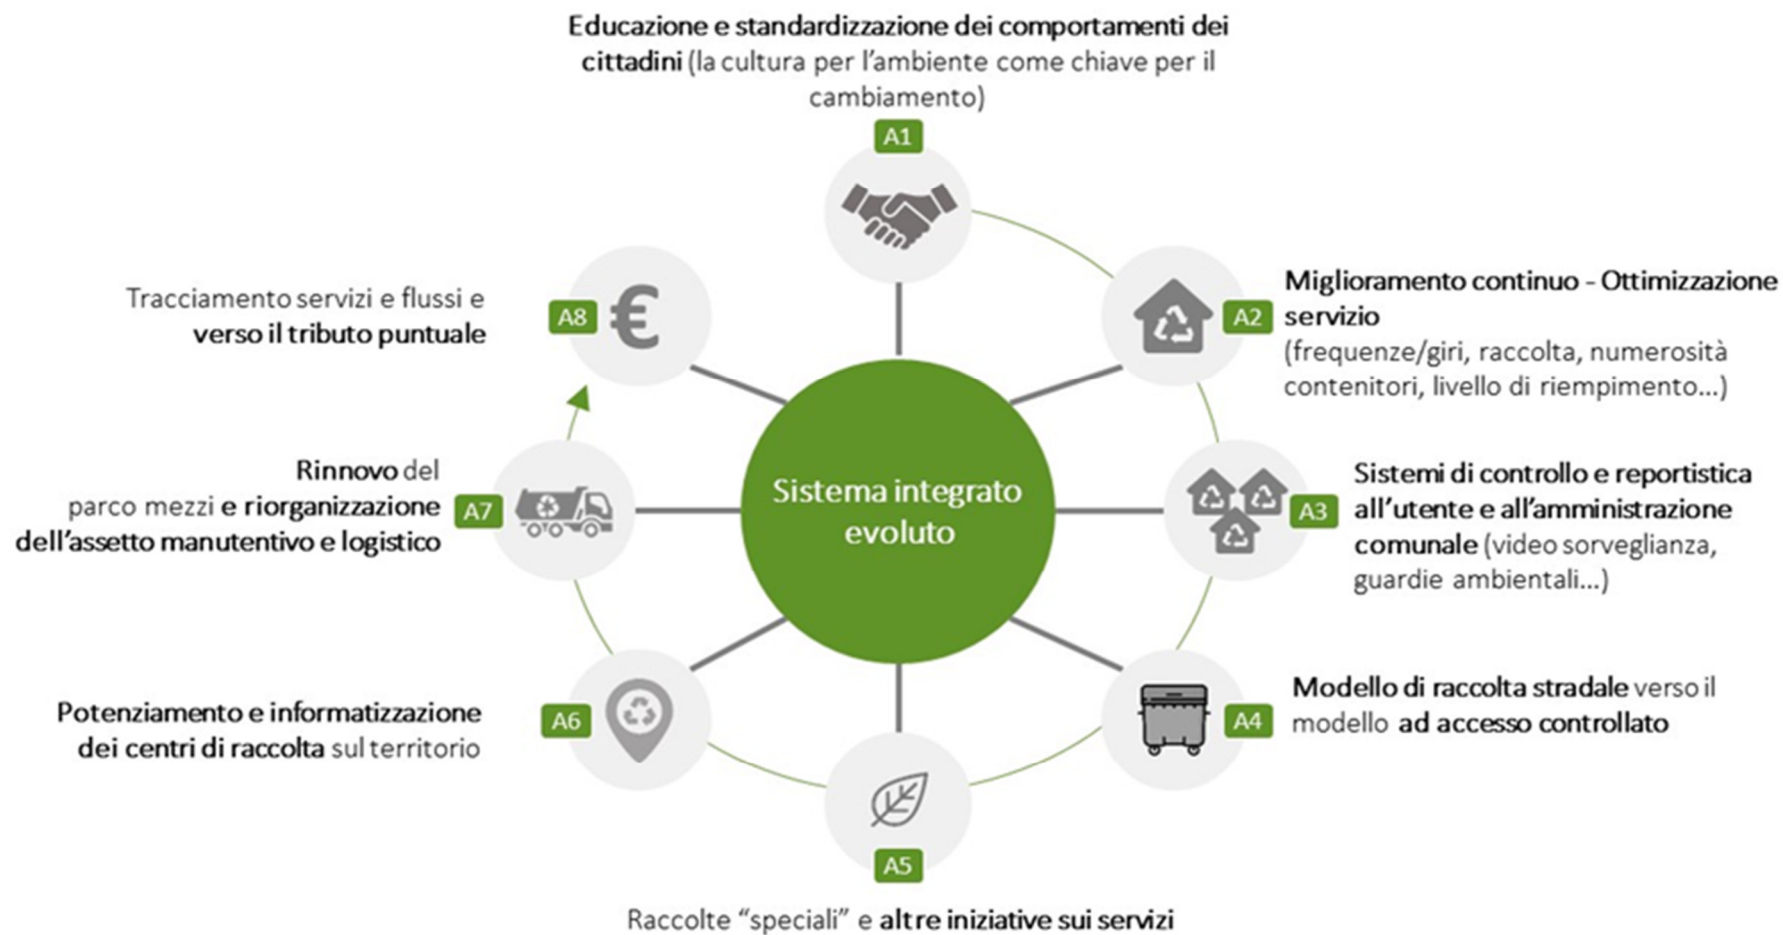 Educazione e standardizzazione dei comportamenti dei
cittadini (la cultura per l'ambiente come chiave per il
cambiamento)
A1
Miglioramento continuo - Ottimizzazione
A2
servizio
(frequenze/giri, raccolta, numerosità
contenitori, livello di riempimento...)
Sistemi di controllo e reportistica
A3
all'utente e all'amministrazione
comunale (video sorveglianza,
guardie ambientali...)
Modello di raccolta stradale verso il
A4
modello ad accesso controllato
A5
Raccolte "speciali" e altre iniziative sui servizi
A6
Potenziamento e informatizzazione
dei centri di raccolta sul territorio
A7
Rinnovo del
parco mezzi e riorganizzazione
dell'assetto manutentivo e logistico
A8
€
Tracciamento servizi e flussi e
verso il tributo puntuale
Sistema integrato
evoluto